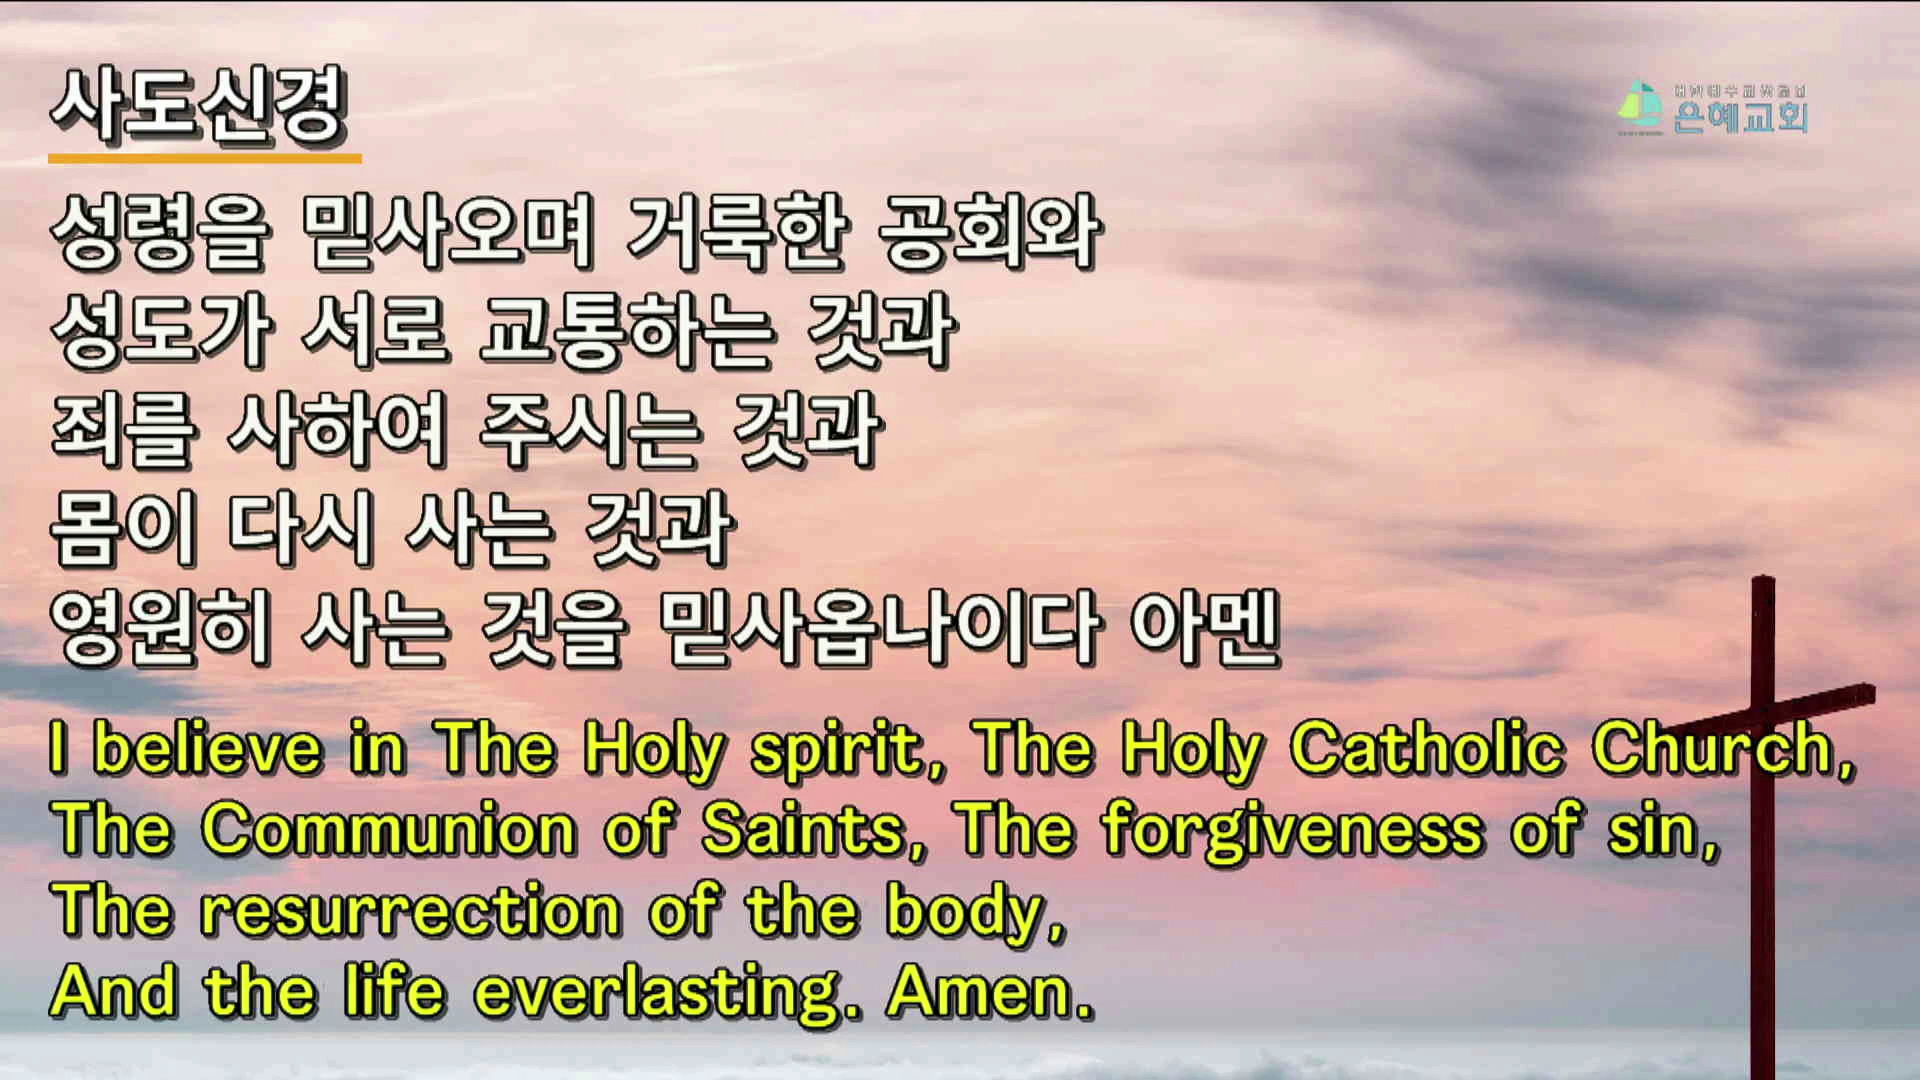 사도신경
은혜교회
성령을 믿사오며 거룩한 공회와
성도가 서로 교통하는 것과
죄를 사하여 주시는 것과
몸이 다시 사는 것과
영원히 사는 것을 믿사옵나이다 아멘
I believe in The Holy spirit, The Holy Catholic Church,
The Communion of Saints, The forgiveness of sin,
The resurrection of the body,
And the life everlasting. Amen.